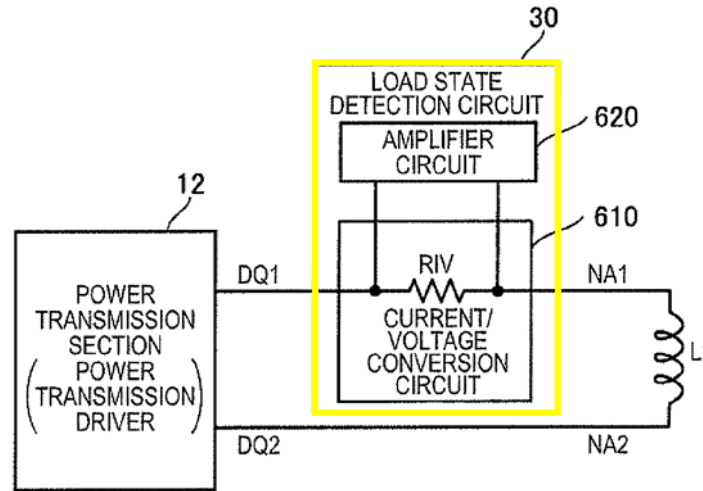 30
LOAD STATE
DETECTION CIRCUIT
AMPLIFIER
CIRCUIT
620
12
610
DQ1
RIV
NA1
POWER
TRANSMISSION
SECTION
(POWER
TRANSMISSION
DRIVER)
CURRENT/
VOLTAGE
CONVERSION
CIRCUIT
L
DQ2
NA2